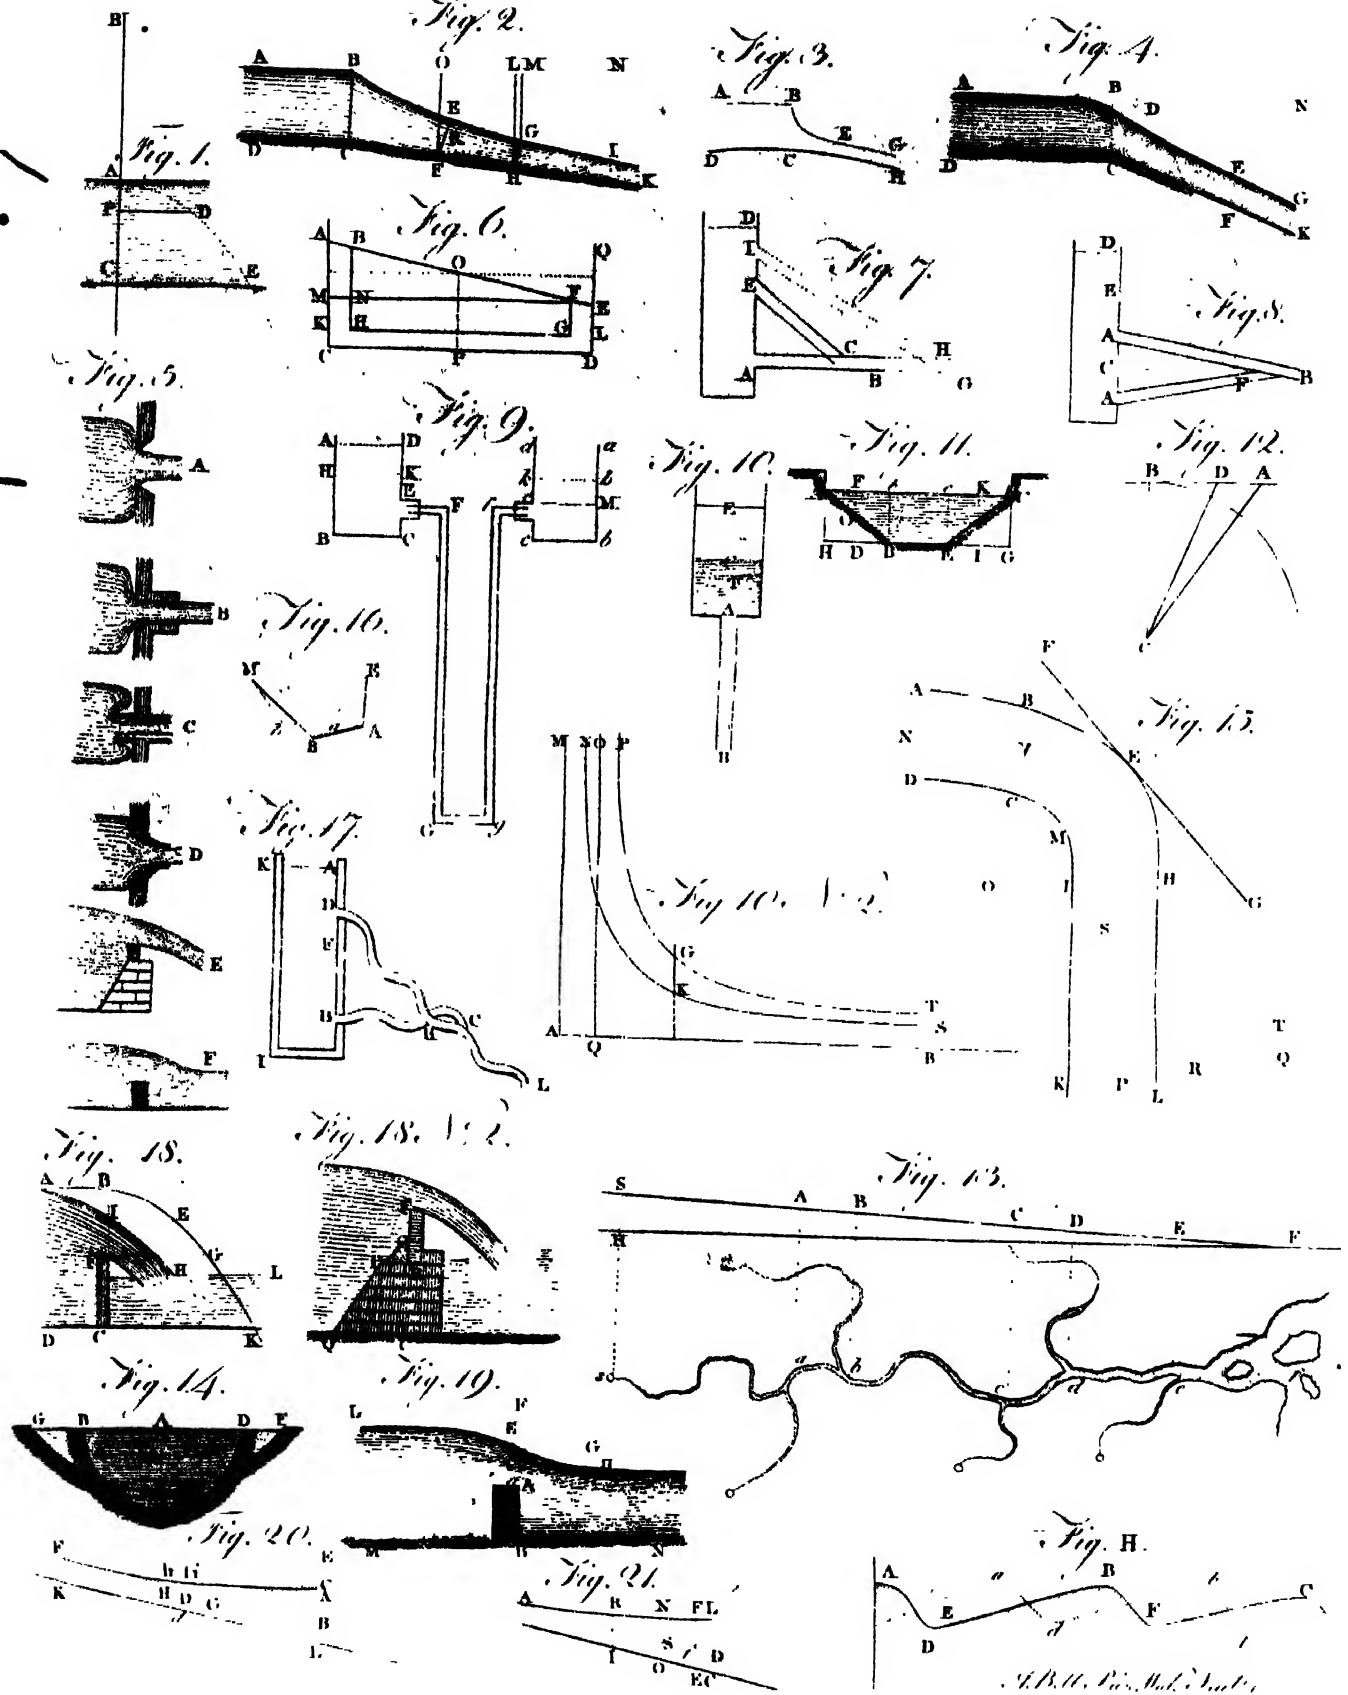 Fig. 1.
B
A
P D
C E
Fig. 2.
A B O L M N
E
G
I
D C F H K
Fig. 3.
A B
E G
D C H
Fig. 4.
A B D N
E
G
D C F K
Fig. 5.
A
B
C
D
E
F
Fig. 6.
A B O Q
M N F E
K H G L
C P D
Fig. 7.
D
I
E
C H
A B G
Fig. 8.
D
E
A
C
B
A F
Fig. 9.
A D d a
H K k b
E M
F f
B C c b
G g
Fig. 10.
E
T
A
B
Fig. 11.
F K
O
H D B E I G
Fig. 12.
B D A
C
Fig. 16.
M E
b a A
B
Fig. 15.
F
A B
N V E
D C
M
O I H G
S
T
R Q
K P L
Fig. 17.
K A
D
F
B C
H
I L
Fig. 10. No. 2.
M N O P
G
K
T
S
A Q B
Fig. 18.
A B
I E
F G
H L
D C K
Fig. 18. No. 2.
Fig. 13.
S A B C D E F
H
a b
c d e
Fig. 14.
G B A D F
Fig. 19.
L F
E
G
H
A
M B N
Fig. 20.
F E
K H D G C
A
d B
L
Fig. 21.
A B N F L
S D
I O E C
Fig. H.
A a B b C
E F
D d